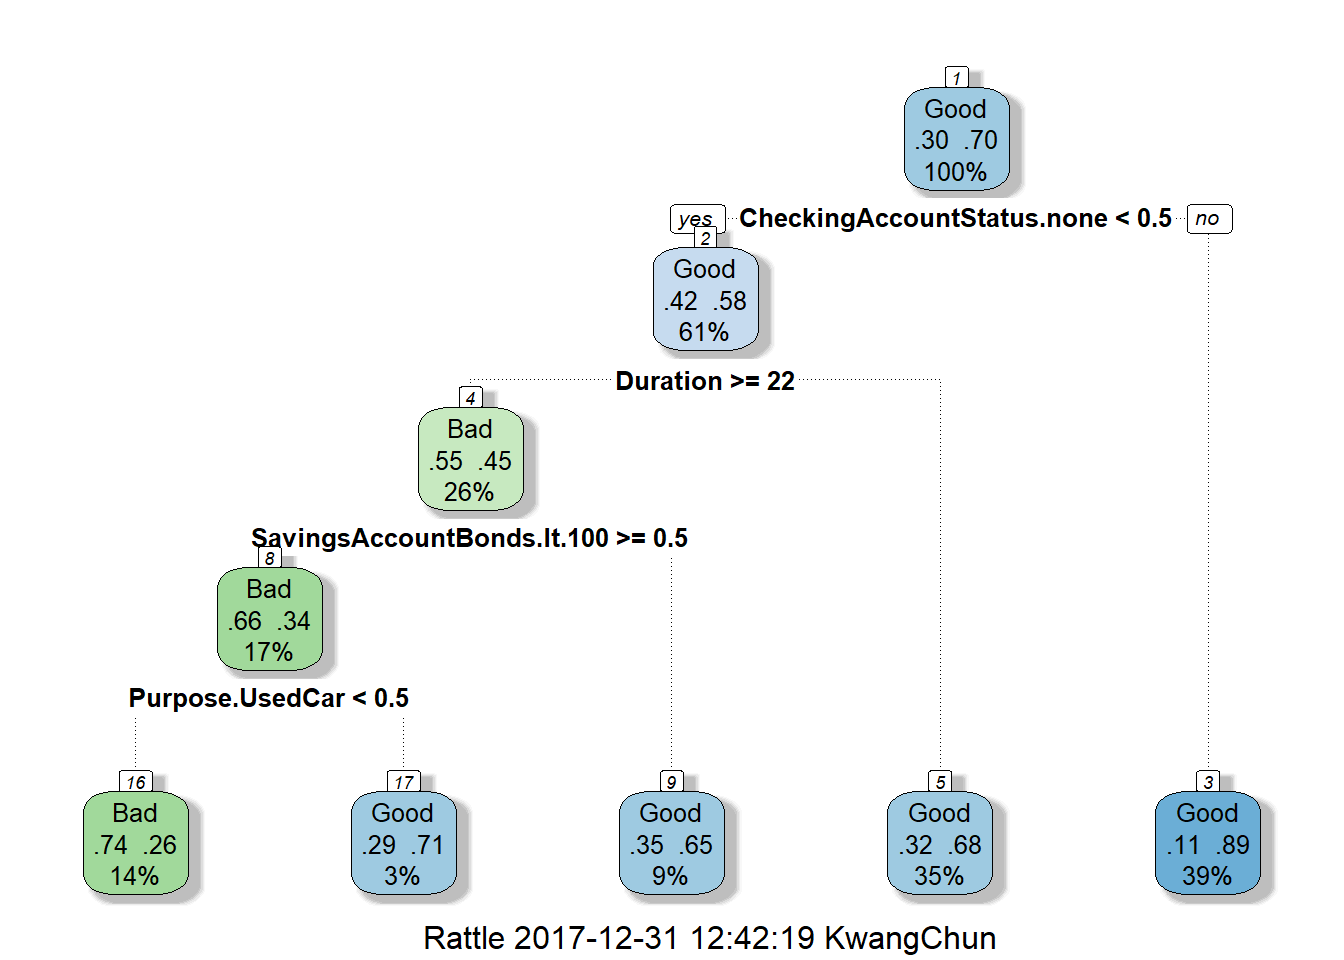 1
Good
.30 .70
100%
yes CheckingAccountStatus.none < 0.5 no
2
Good
.42 .58
61%
Duration >= 22
4
Bad
.55 .45
26%
SavingsAccountBonds.lt.100 >= 0.5
8
Bad
.66 .34
17%
Purpose.UsedCar < 0.5
16
Bad
.74 .26
14%
17
Good
.29 .71
3%
9
Good
.35 .65
9%
5
Good
.32 .68
35%
3
Good
.11 .89
39%
Rattle 2017-12-31 12:42:19 KwangChun